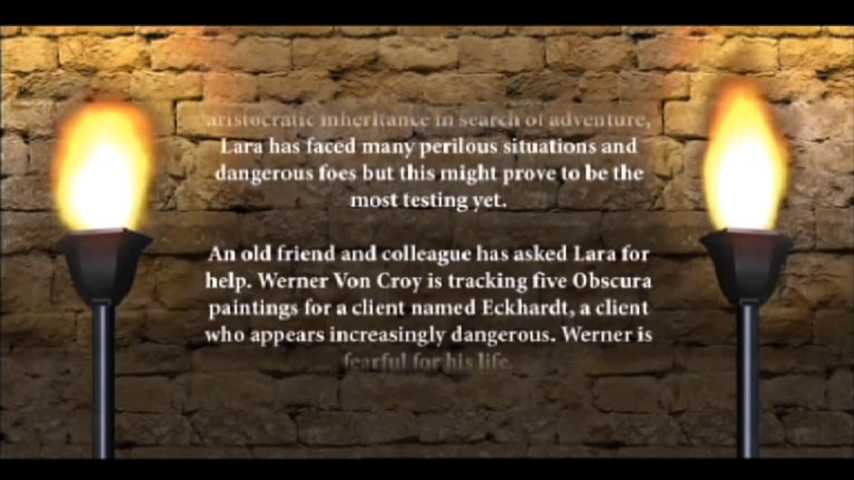 aristocratic inheritance in search of adventure,
Lara has faced many perilous situations and
dangerous foes but this might prove to be the
most testing yet.
An old friend and colleague has asked Lara for
help. Werner Von Croy is tracking five Obscura
paintings for a client named Eckhardt, a client
who appears increasingly dangerous. Werner is
fearful for his life.